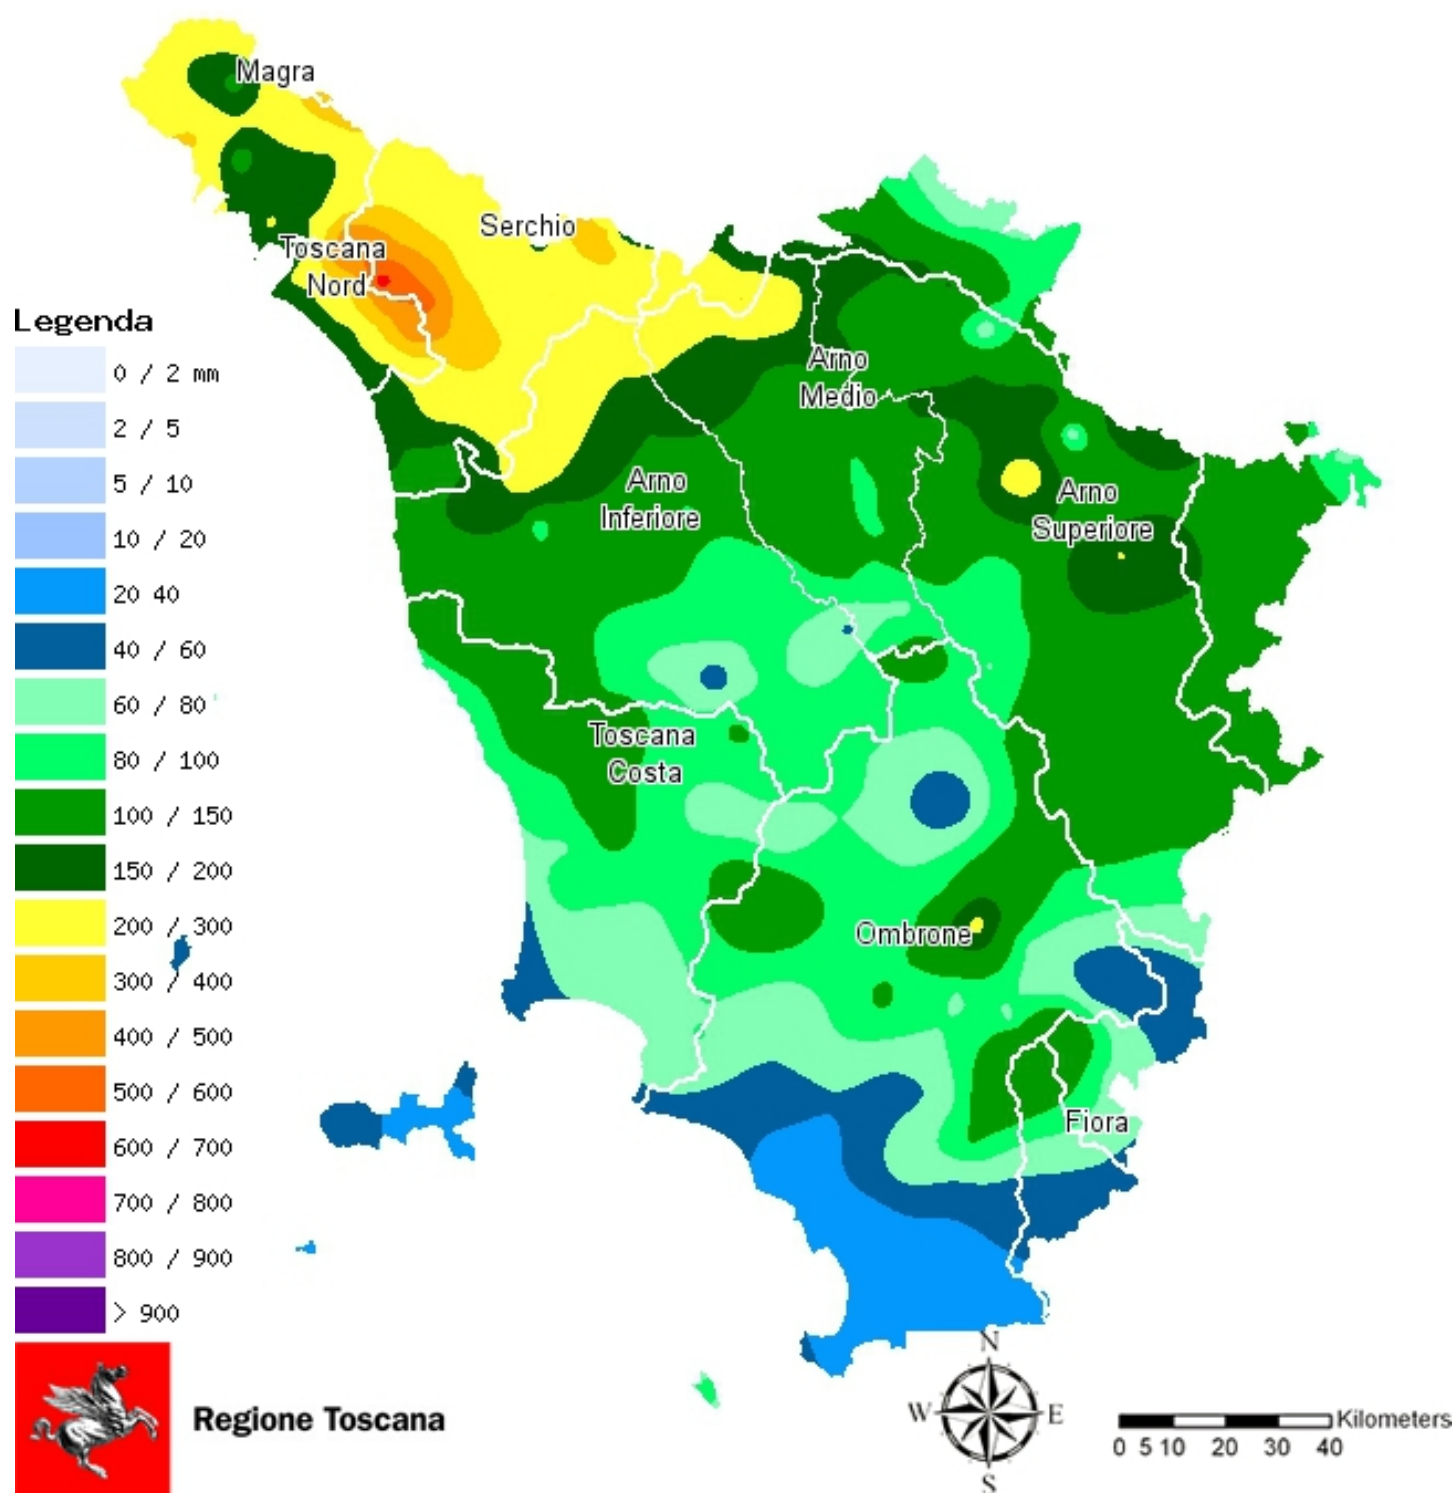 Magra
Serchio
Toscana
Nord
Legenda
0 / 2 mm
2 / 5
5 / 10
10 / 20
20 40
40 / 60
60 / 80
80 / 100
100 / 150
150 / 200
200 / 300
300 / 400
400 / 500
500 / 600
600 / 700
700 / 800
800 / 900
> 900
Arno
Medio
Arno
Inferiore
Arno
Superiore
Toscana
Costa
Ombrone
Fiora
Regione Toscana
N
W E
S
Kilometers
0 5 10 20 30 40